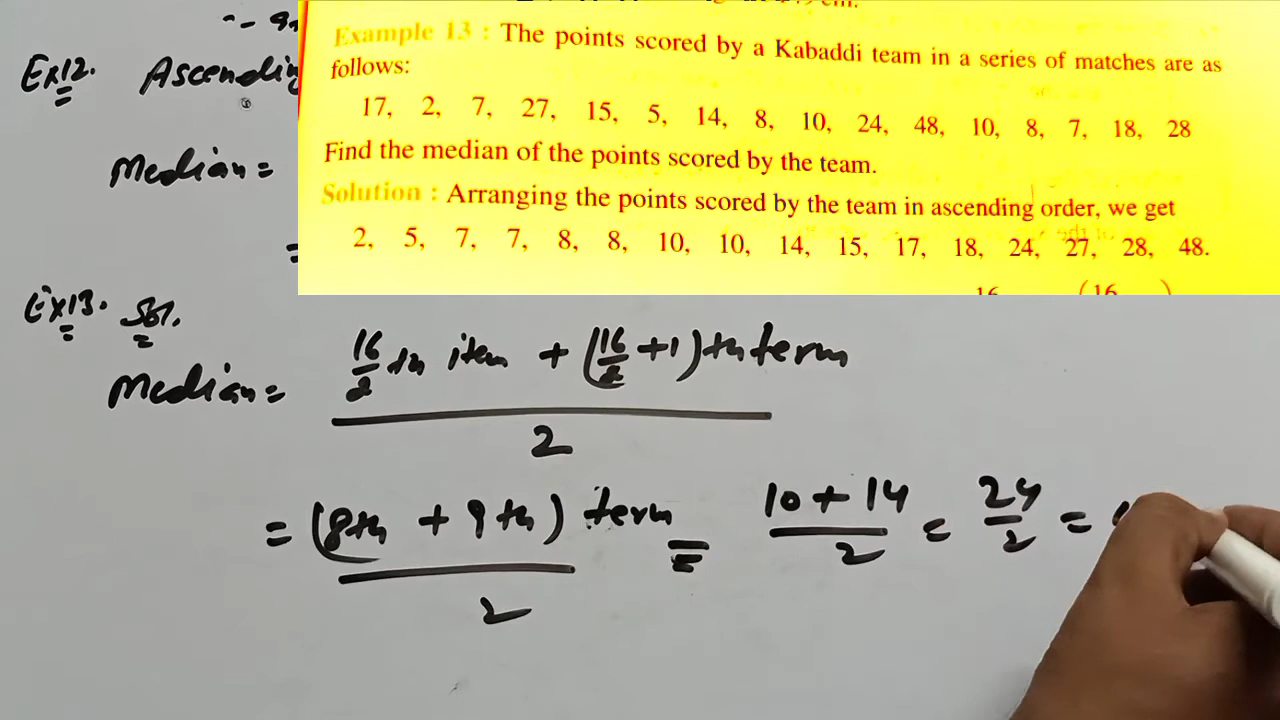 Example 13 : The points scored by a Kabaddi team in a series of matches are as
follows:
17, 2, 7, 27, 15, 5, 14, 8, 10, 24, 48, 10, 8, 7, 18, 28
Find the median of the points scored by the team.
Solution : Arranging the points scored by the team in ascending order, we get
2, 5, 7, 7, 8, 8, 10, 10, 14, 15, 17, 18, 24, 27, 28, 48.
16 (16 )
Ex12. Ascending
Median =
=
Ex13. Sol.
Median = 16/2 th item + (16/2 +1) th term
2
= (8th + 9th) term = 10 + 14 / 2 = 24/2 =
2